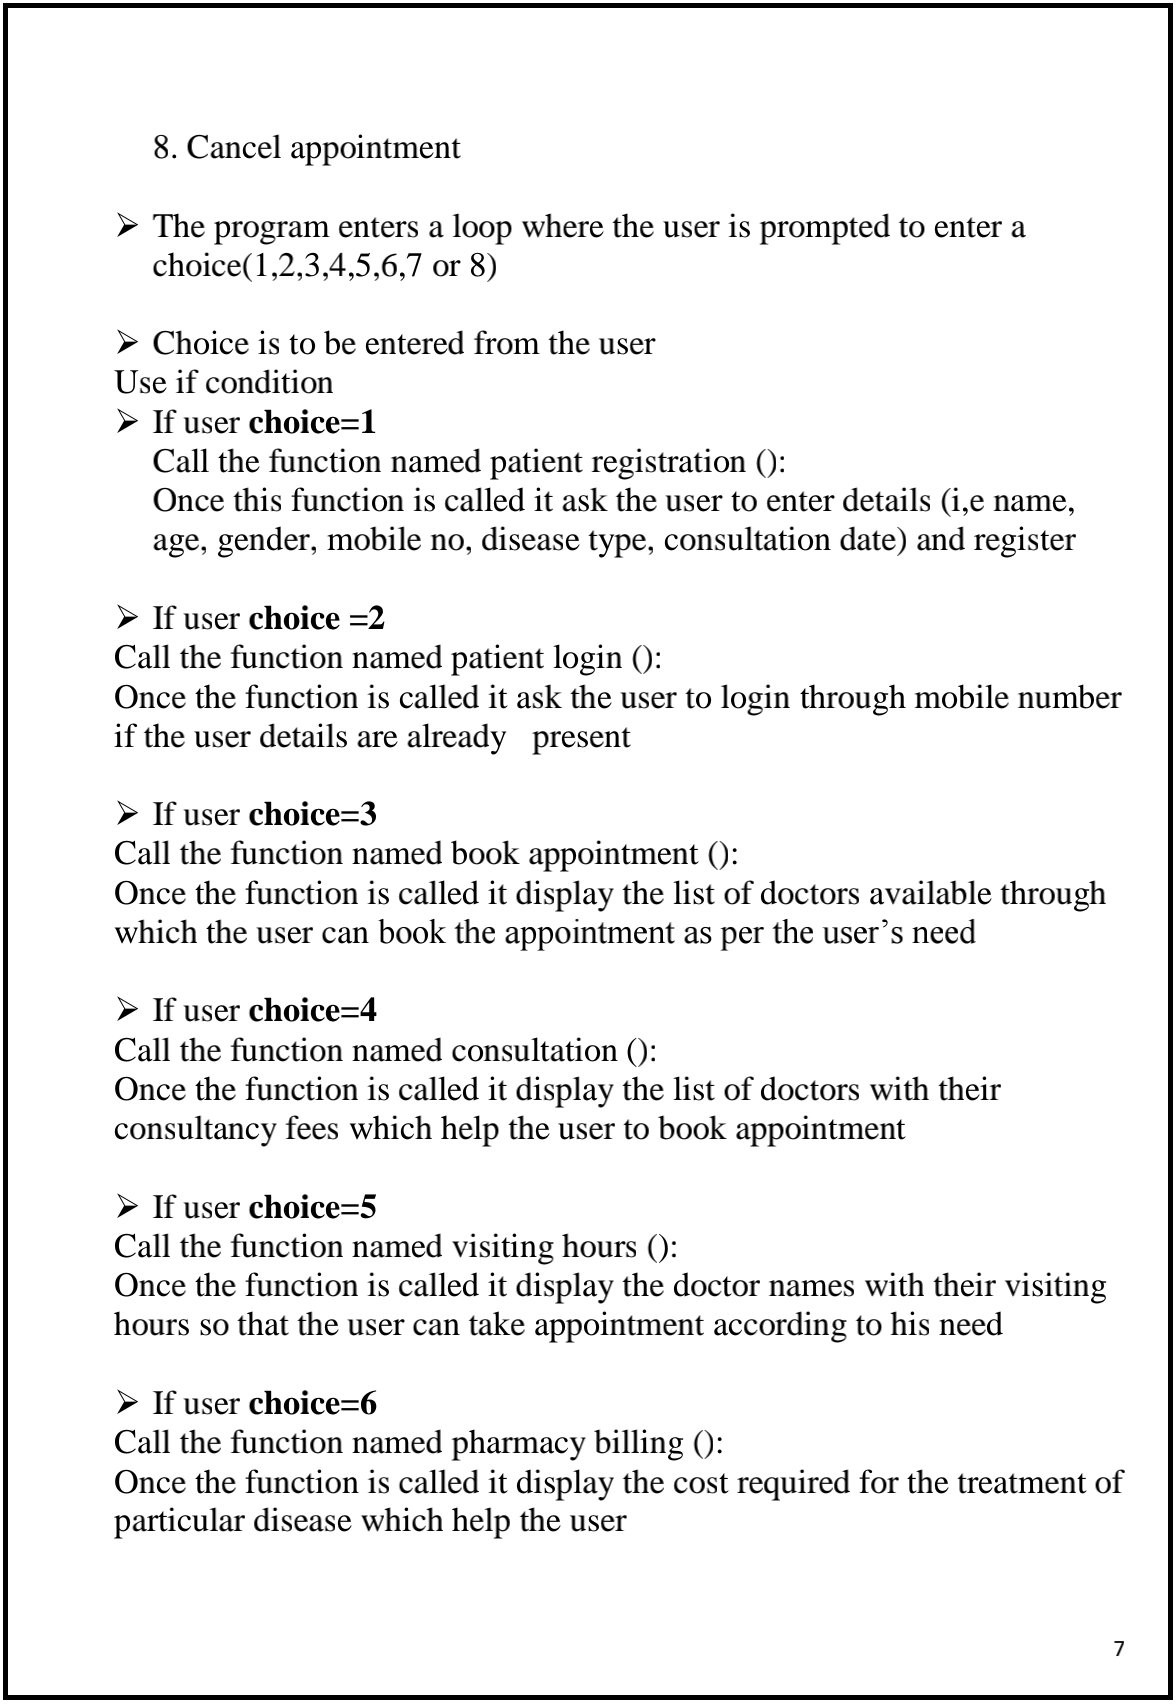 8. Cancel appointment
➢ The program enters a loop where the user is prompted to enter a
choice(1,2,3,4,5,6,7 or 8)
➢ Choice is to be entered from the user
Use if condition
➢ If user choice=1
Call the function named patient registration ():
Once this function is called it ask the user to enter details (i,e name,
age, gender, mobile no, disease type, consultation date) and register
➢ If user choice =2
Call the function named patient login ():
Once the function is called it ask the user to login through mobile number
if the user details are already   present
➢ If user choice=3
Call the function named book appointment ():
Once the function is called it display the list of doctors available through
which the user can book the appointment as per the user’s need
➢ If user choice=4
Call the function named consultation ():
Once the function is called it display the list of doctors with their
consultancy fees which help the user to book appointment
➢ If user choice=5
Call the function named visiting hours ():
Once the function is called it display the doctor names with their visiting
hours so that the user can take appointment according to his need
➢ If user choice=6
Call the function named pharmacy billing ():
Once the function is called it display the cost required for the treatment of
particular disease which help the user
7